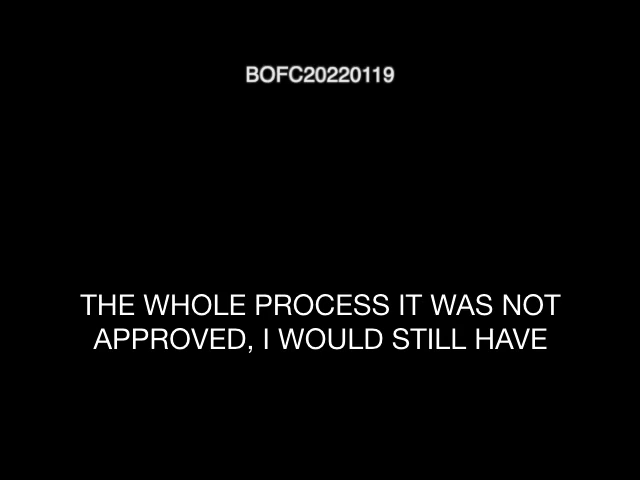 BOFC20220119
THE WHOLE PROCESS IT WAS NOT
APPROVED, I WOULD STILL HAVE